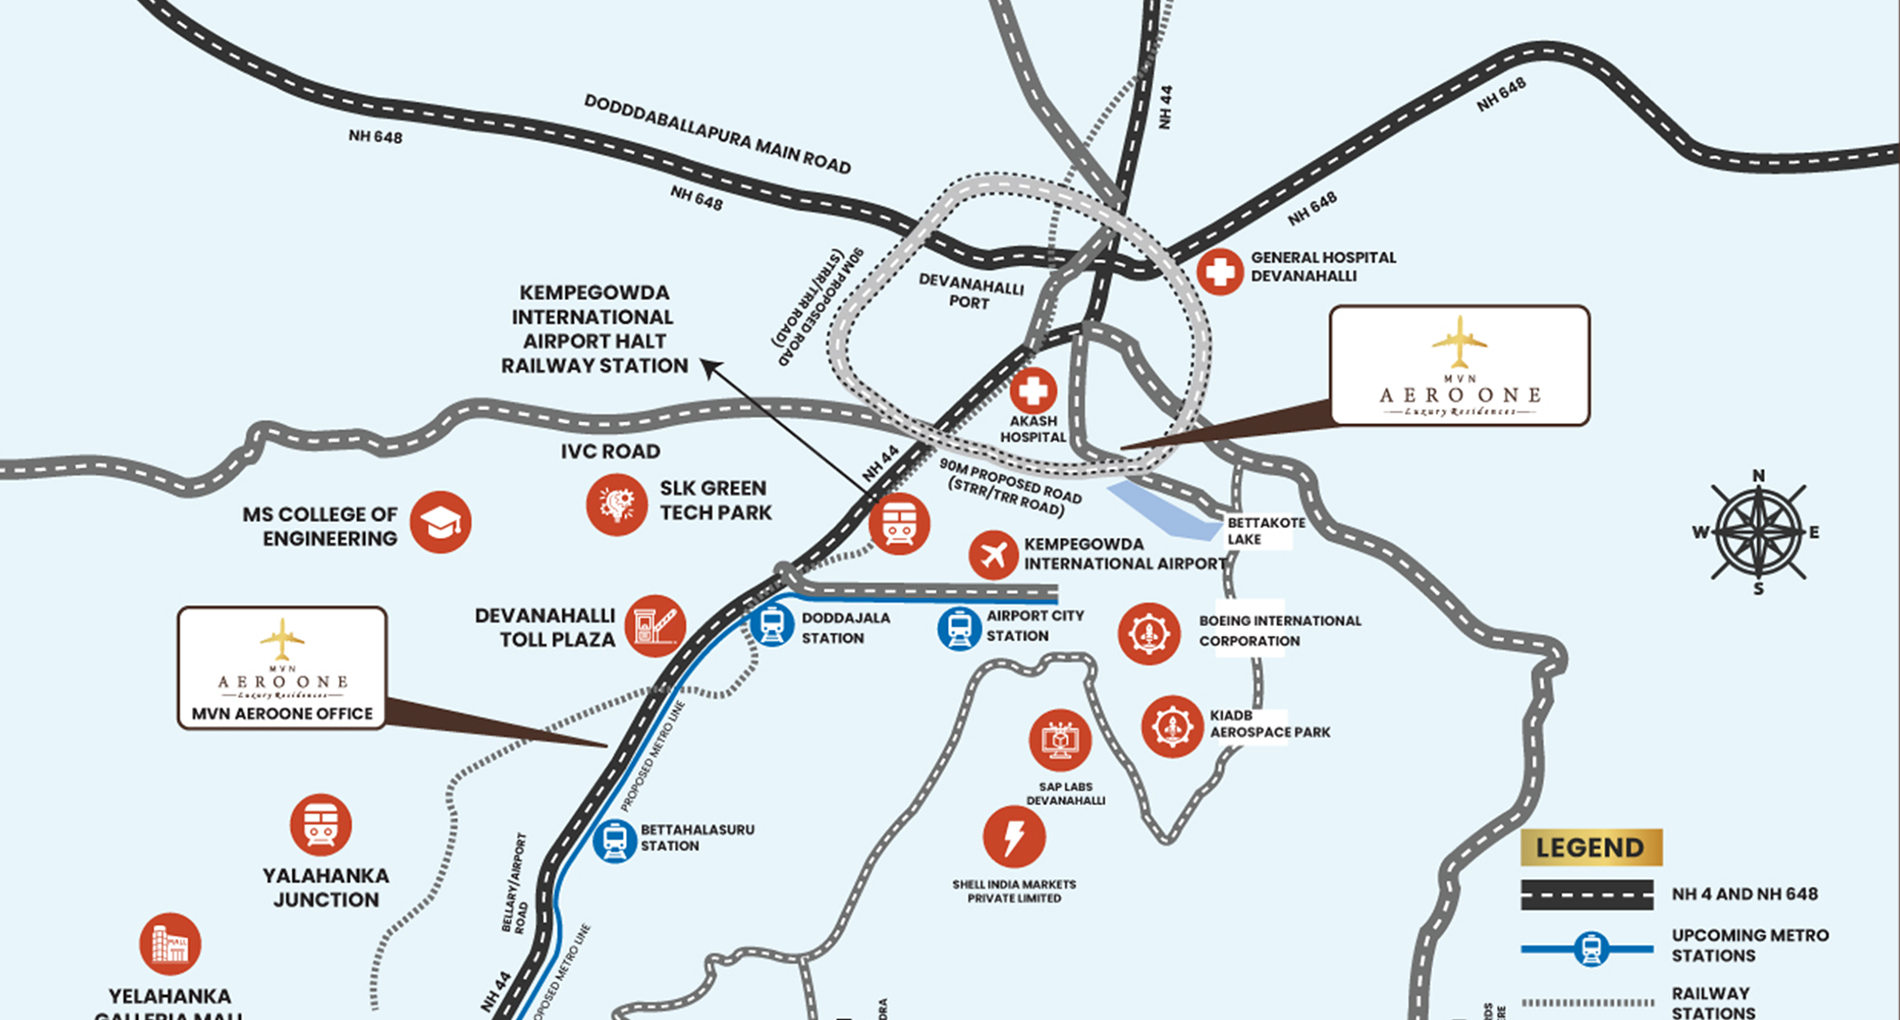 DODDDABALLAPURA MAIN ROAD
NH 648
NH 648
NH 44
NH 648
NH 648
GENERAL HOSPITAL
DEVANAHALLI
90M PROPOSED ROAD
(STRR/TRR ROAD)
DEVANAHALLI
PORT
KEMPEGOWDA
INTERNATIONAL
AIRPORT HALT
RAILWAY STATION
MVN
AERO ONE
Luxury Residences
AKASH
HOSPITAL
IVC ROAD
NH 44
90M PROPOSED ROAD
(STRR/TRR ROAD)
MS COLLEGE OF
ENGINEERING
SLK GREEN
TECH PARK
BETTAKOTE
LAKE
N
W
E
S
KEMPEGOWDA
INTERNATIONAL AIRPORT
DEVANAHALLI
TOLL PLAZA
DODDAJALA
STATION
AIRPORT CITY
STATION
BOEING INTERNATIONAL
CORPORATION
MVN
AERO ONE
Luxury Residences
MVN AEROONE OFFICE
PROPOSED METRO LINE
KIADB
AEROSPACE PARK
SAP LABS
DEVANAHALLI
BETTAHALASURU
STATION
YALAHANKA
JUNCTION
BELLARY/AIRPORT
ROAD
SHELL INDIA MARKETS
PRIVATE LIMITED
MALL
YELAHANKA
GALLERIA MALL
NH 44
OPOSED METRO LINE
LEGEND
NH 4 AND NH 648
UPCOMING METRO
STATIONS
RAILWAY
STATIONS